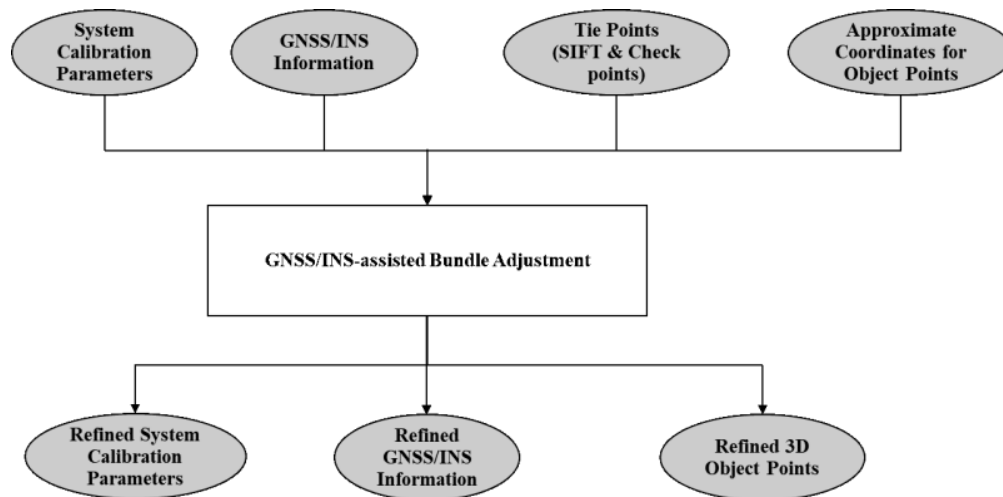 System
Calibration
Parameters
GNSS/INS
Information
Tie Points
(SIFT & Check
points)
Approximate
Coordinates for
Object Points
GNSS/INS-assisted Bundle Adjustment
Refined System
Calibration
Parameters
Refined
GNSS/INS
Information
Refined 3D
Object Points